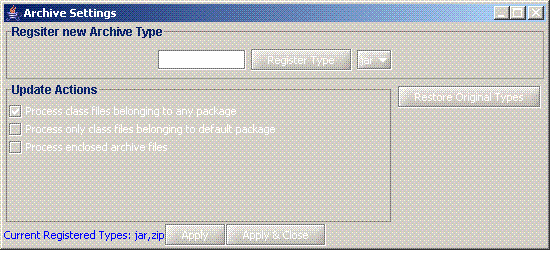 Archive Settings
Regsiter new Archive Type
Register Type jar
Update Actions
Restore Original Types
Process class files belonging to any package
Process only class files belonging to default package
Process enclosed archive files
Current Registered Types: jar,zip Apply Apply & Close